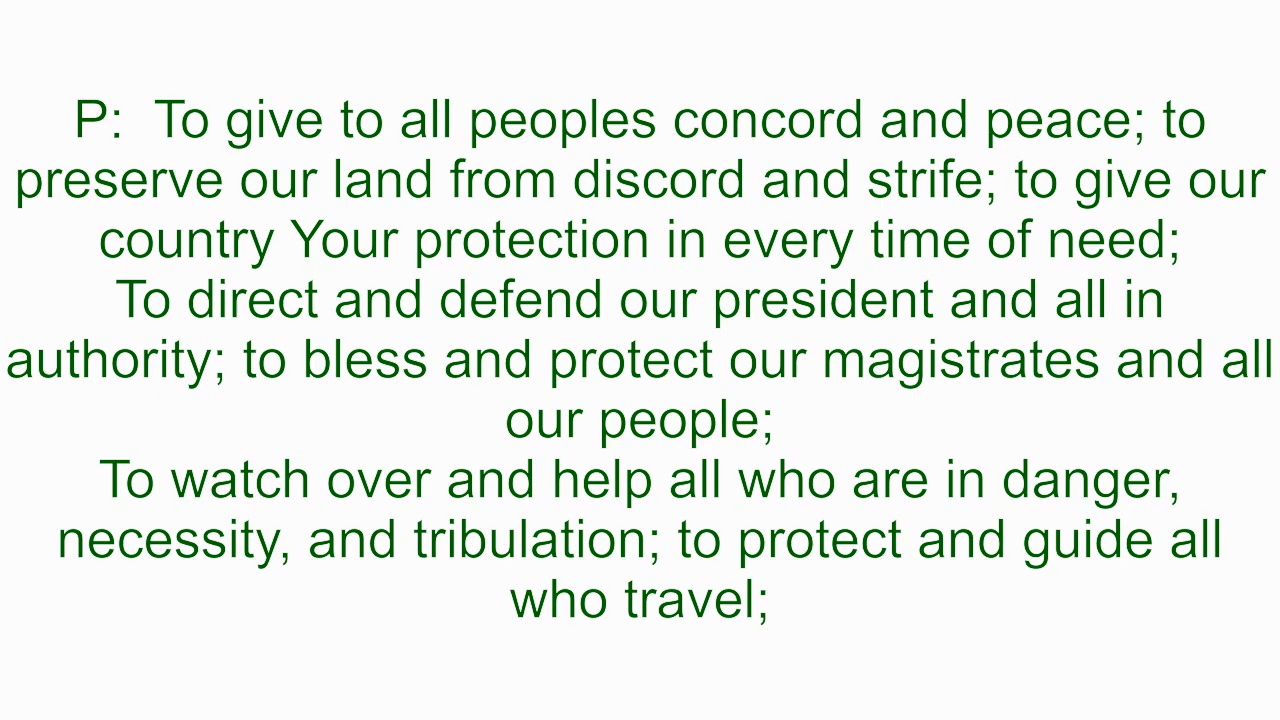 P:  To give to all peoples concord and peace; to
preserve our land from discord and strife; to give our
country Your protection in every time of need;
To direct and defend our president and all in
authority; to bless and protect our magistrates and all
our people;
To watch over and help all who are in danger,
necessity, and tribulation; to protect and guide all
who travel;